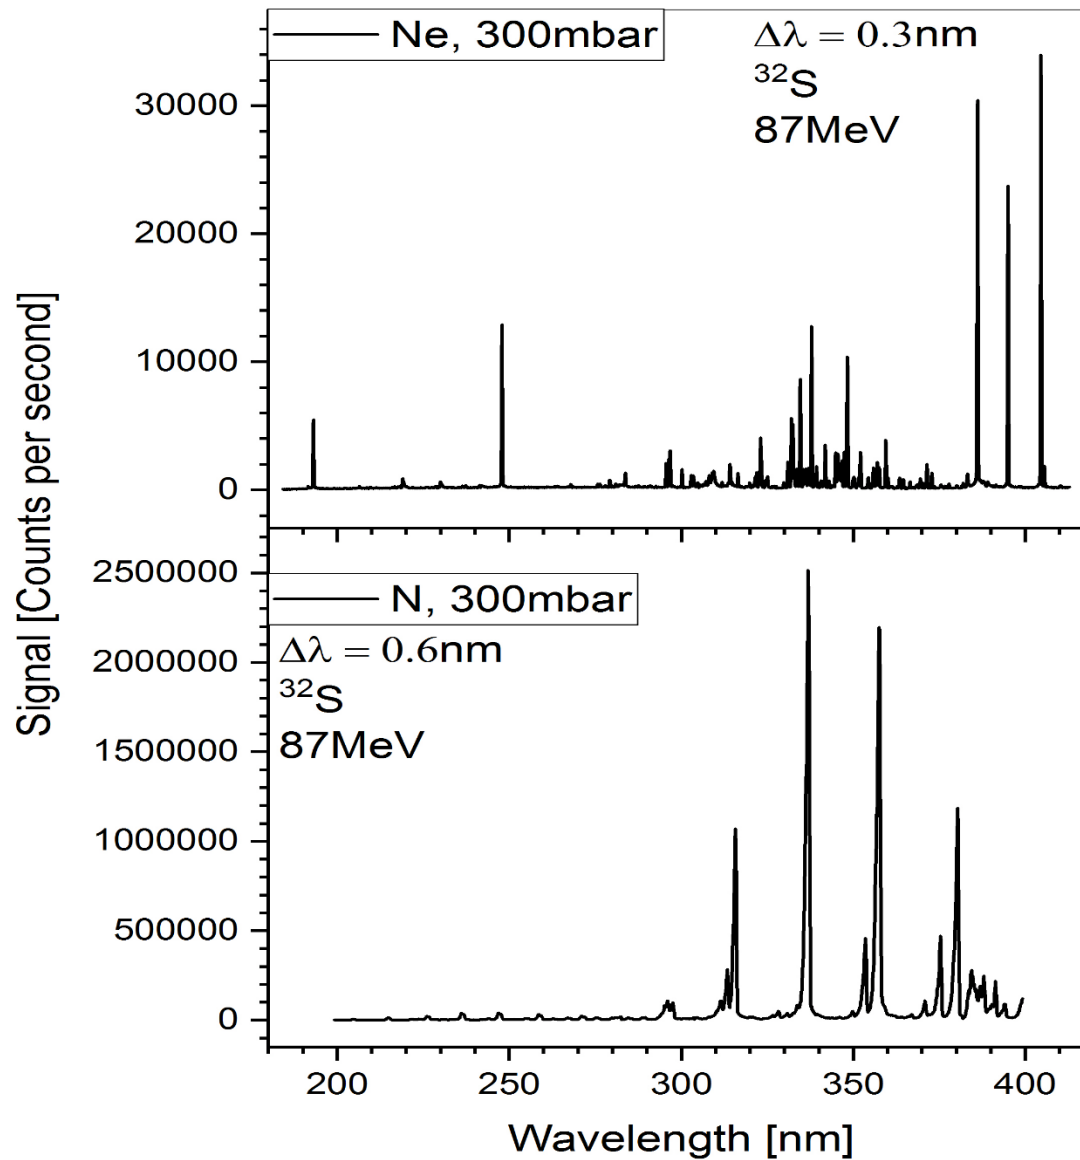 Ne, 300mbar
Δλ = 0.3nm
³²S
87MeV
30000
20000
10000
0
Signal [Counts per second]
2500000
2000000
1500000
1000000
500000
0
N, 300mbar
Δλ = 0.6nm
³²S
87MeV
200
250
300
350
400
Wavelength [nm]